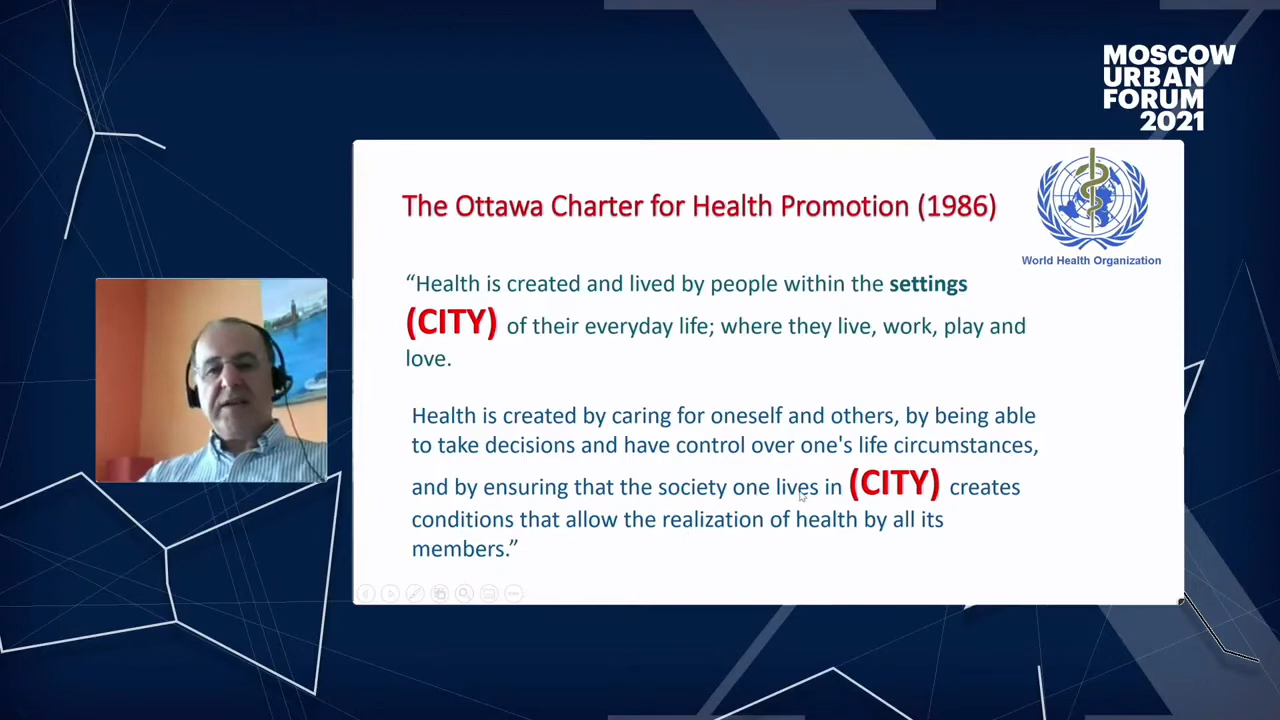 MOSCOW
URBAN
FORUM
2021
The Ottawa Charter for Health Promotion (1986)
World Health Organization
“Health is created and lived by people within the settings
(CITY) of their everyday life; where they live, work, play and
love.
Health is created by caring for oneself and others, by being able
to take decisions and have control over one's life circumstances,
and by ensuring that the society one lives in (CITY) creates
conditions that allow the realization of health by all its
members.”